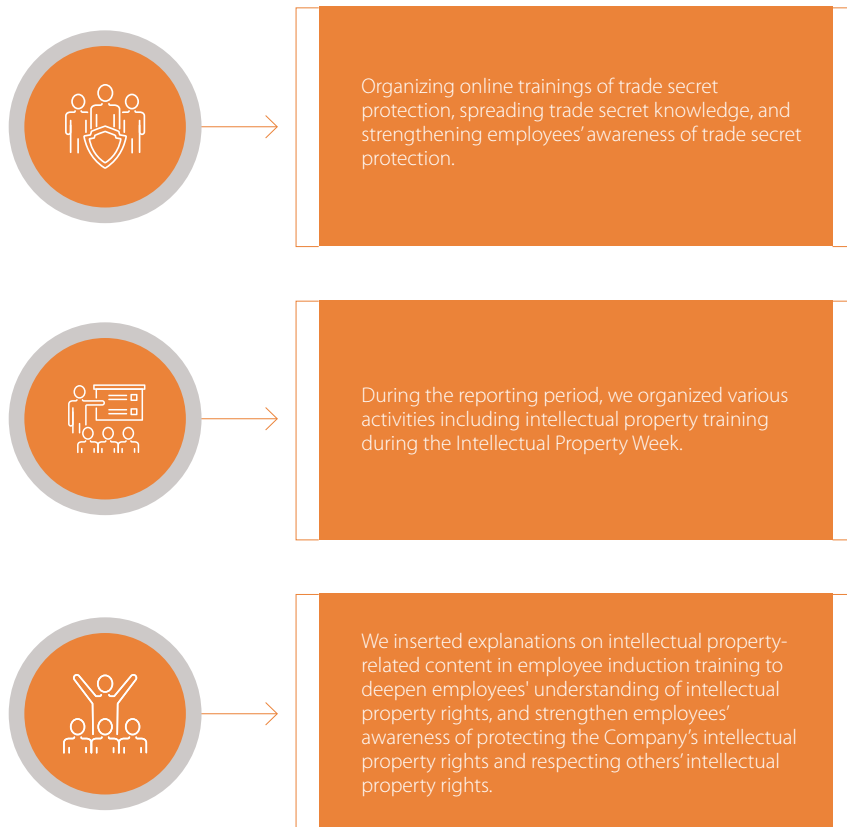 Organizing online trainings of trade secret
protection, spreading trade secret knowledge, and
strengthening employees’ awareness of trade secret
protection.
During the reporting period, we organized various
activities including intellectual property training
during the Intellectual Property Week.
We inserted explanations on intellectual property-
related content in employee induction training to
deepen employees' understanding of intellectual
property rights, and strengthen employees’
awareness of protecting the Company’s intellectual
property rights and respecting others’ intellectual
property rights.